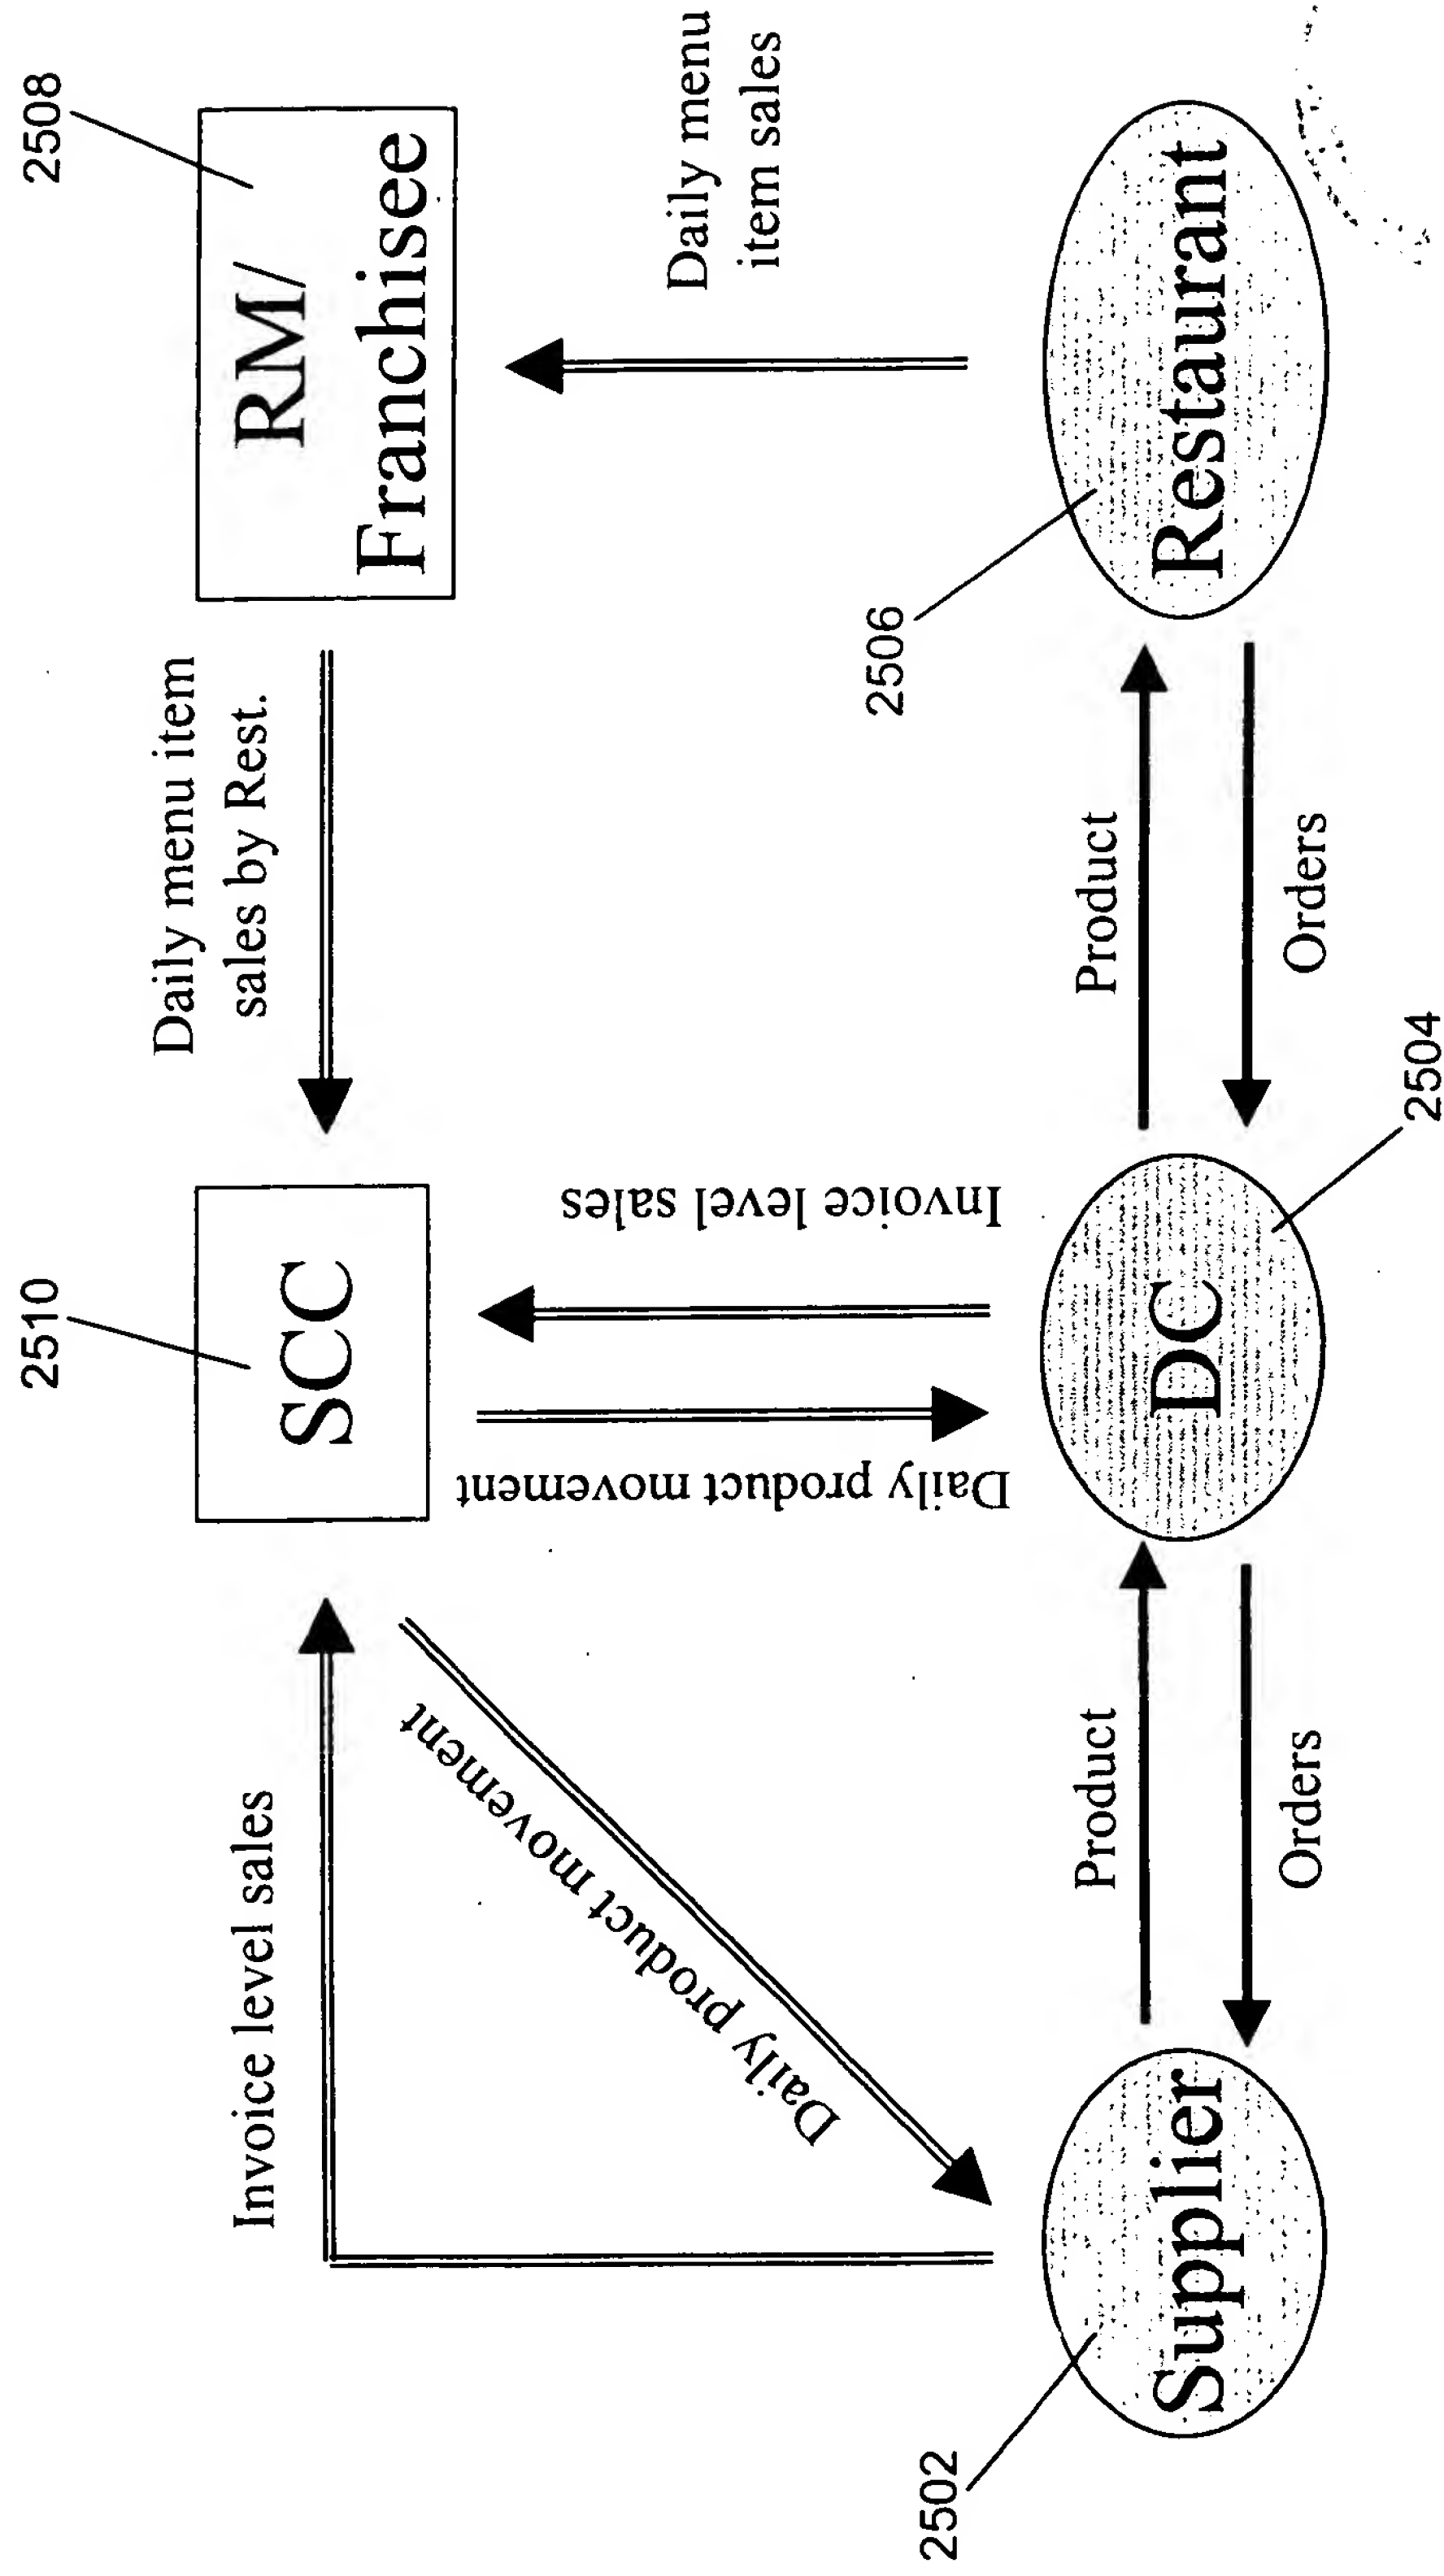 2510
2508
SCC
RM/
Franchisee
Daily menu item
sales by Rest.
Invoice level sales
Daily product movement
Daily product movement
Invoice level sales
Daily menu
item sales
2502
Supplier
Product
Orders
DC
2504
Product
Orders
2506
Restaurant